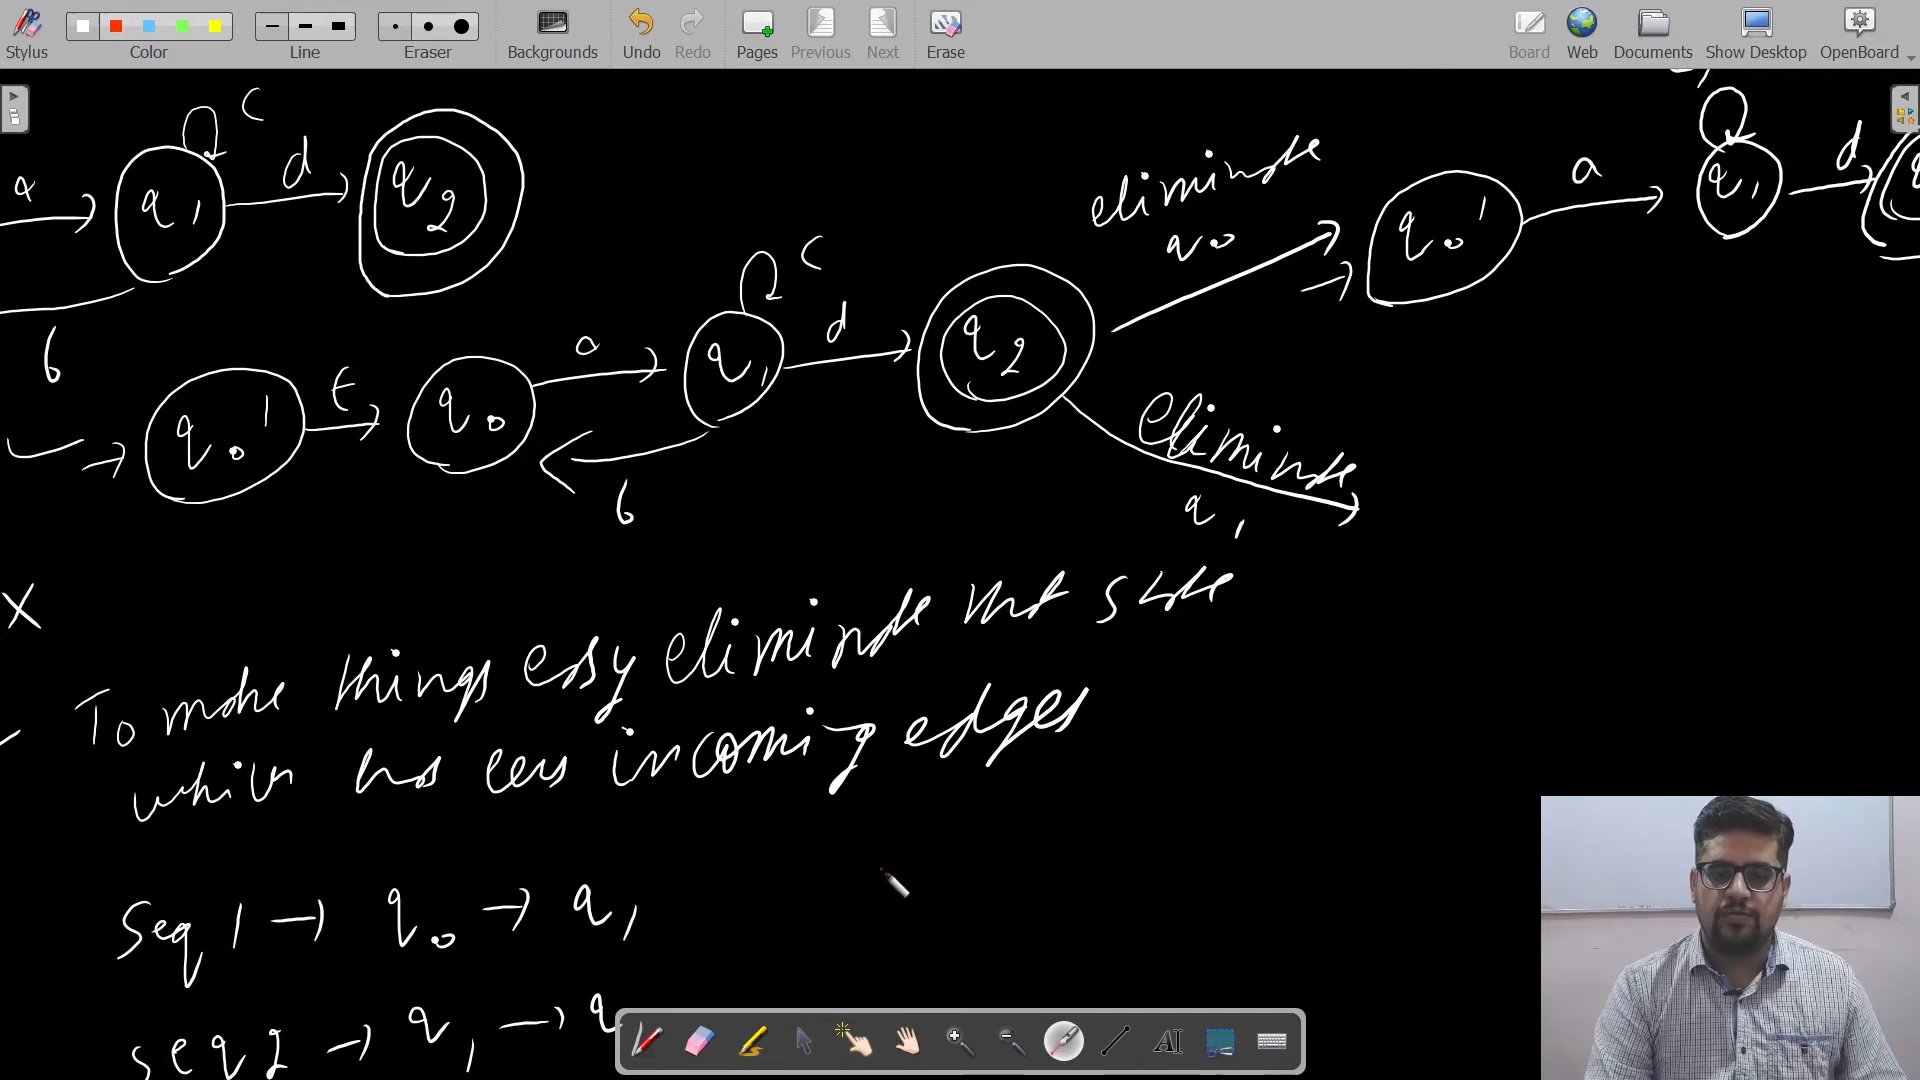 Stylus Color Line Eraser Backgrounds Undo Redo Pages Previous Next Erase Board Web Documents Show Desktop OpenBoard
c
a q1 d q2
b
q0' ε q0 a q1 c d q2
b
eliminate
q0
q0' a q1 d
eliminate
q1
X
To make things easy eliminate that state
which has less incoming edges
Seq 1 → q0 → q1
seq 2 → q1 → q
AI